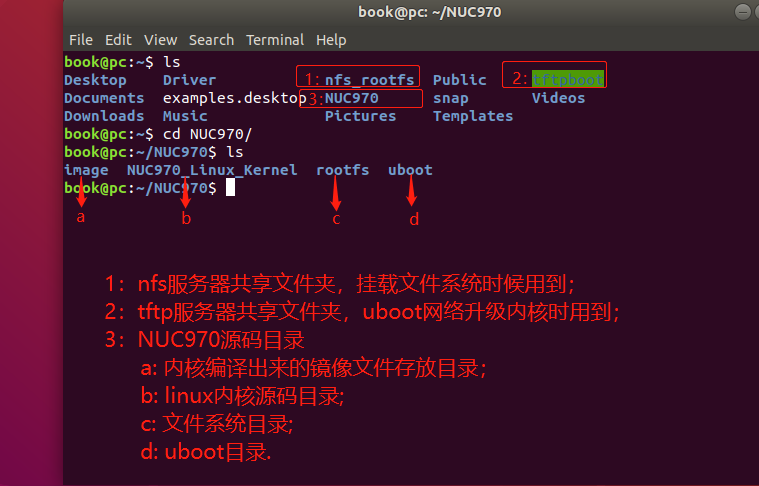 book@pc: ~/NUC970
File Edit View Search Terminal Help
book@pc:~$ ls
Desktop Driver 1: nfs_rootfs Public 2: tftpboot
Documents examples.desktop 3: NUC970 snap Videos
Downloads Music Pictures Templates
book@pc:~$ cd NUC970/
book@pc:~/NUC970$ ls
image NUC970_Linux_Kernel rootfs uboot
book@pc:~/NUC970$
a b c d
1：nfs服务器共享文件夹，挂载文件系统时候用到；
2：tftp服务器共享文件夹，uboot网络升级内核时用到；
3：NUC970源码目录
a: 内核编译出来的镜像文件存放目录；
b: linux内核源码目录;
c: 文件系统目录;
d: uboot目录.